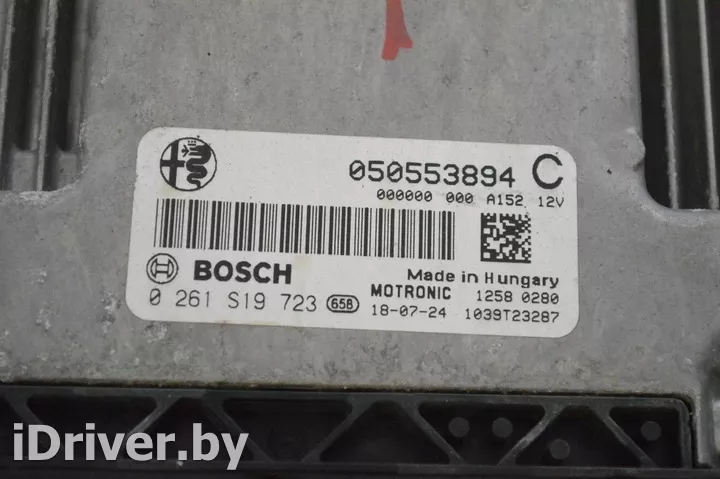 050553894 C
000000 000 A152 12V
BOSCH
Made in Hungary
0 261 S19 723 65B
MOTRONIC 1258 0280
18-07-24 1039T23287
iDriver.by